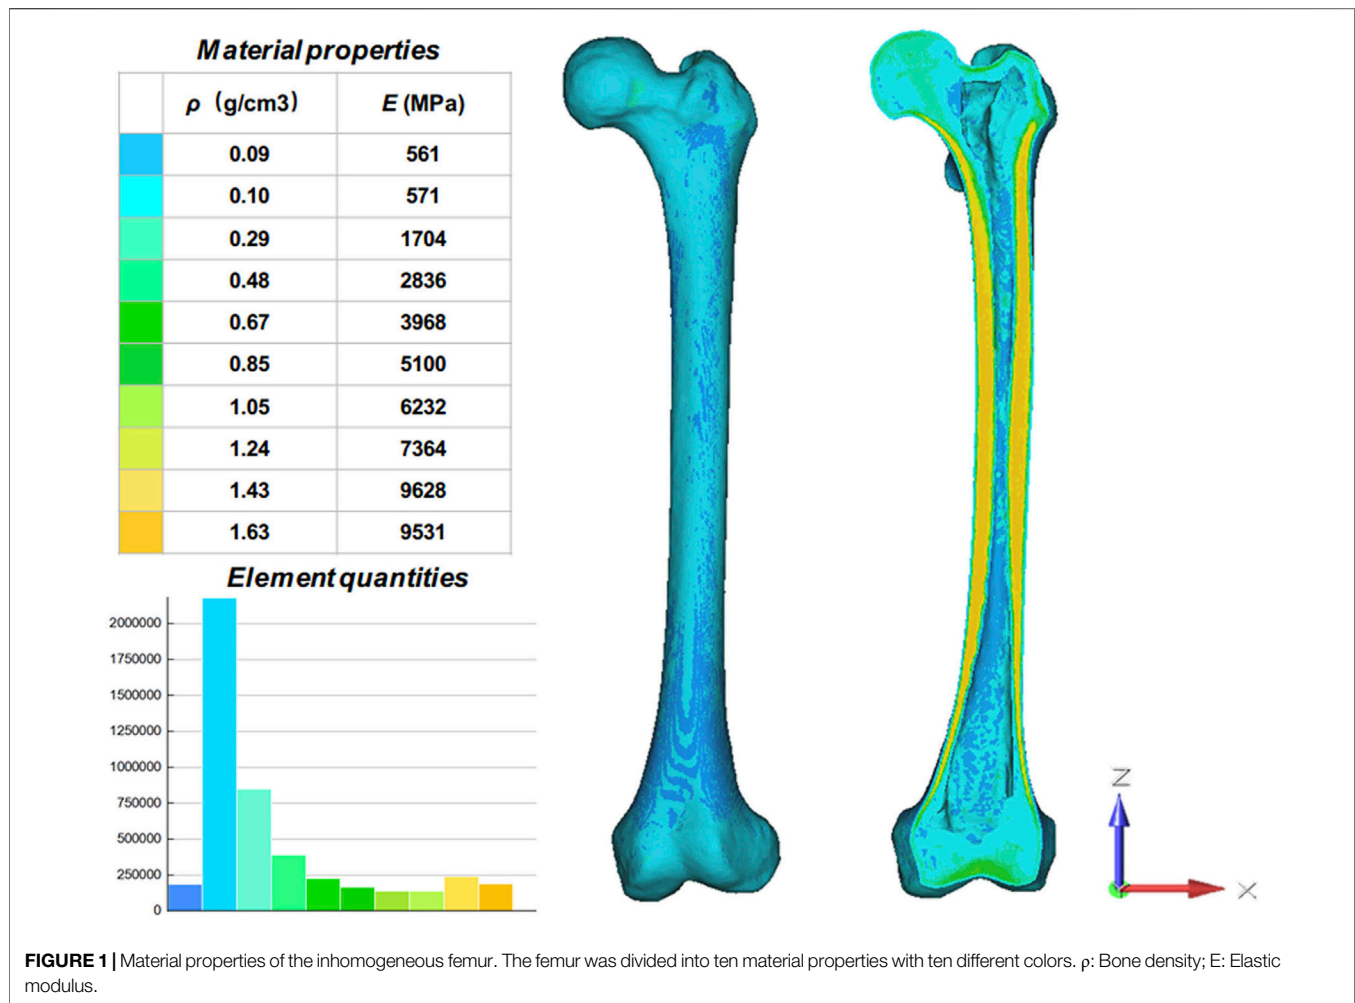 Material properties
ρ (g/cm3) E (MPa)
0.09 561
0.10 571
0.29 1704
0.48 2836
0.67 3968
0.85 5100
1.05 6232
1.24 7364
1.43 9628
1.63 9531
Element quantities
2000000
1750000
1500000
1250000
1000000
750000
500000
250000
0
Z
X
FIGURE 1 | Material properties of the inhomogeneous femur. The femur was divided into ten material properties with ten different colors. ρ: Bone density; E: Elastic
modulus.